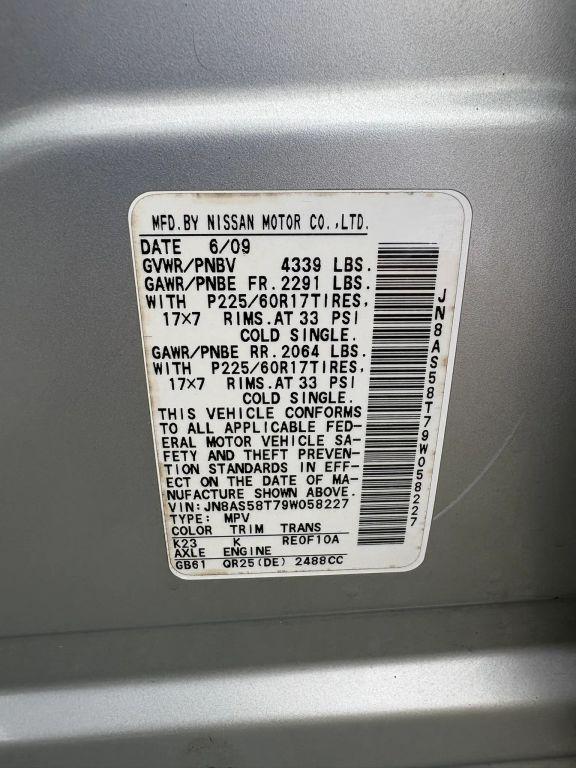 MFD.BY NISSAN MOTOR CO.,LTD.
DATE 6/09
GVWR/PNBV 4339 LBS.
GAWR/PNBE FR.2291 LBS.
WITH P225/60R17TIRES,
17×7 RIMS.AT 33 PSI
COLD SINGLE.
GAWR/PNBE RR.2064 LBS.
WITH P225/60R17TIRES,
17×7 RIMS.AT 33 PSI
COLD SINGLE.
THIS VEHICLE CONFORMS
TO ALL APPLICABLE FED-
ERAL MOTOR VEHICLE SA-
FETY AND THEFT PREVEN-
TION STANDARDS IN EFF-
ECT ON THE DATE OF MA-
NUFACTURE SHOWN ABOVE.
VIN:JN8AS58T79W058227
TYPE: MPV
COLOR TRIM TRANS
K23 K RE0F10A
AXLE ENGINE
GB61 QR25(DE) 2488CC
JN8AS58T79W058227